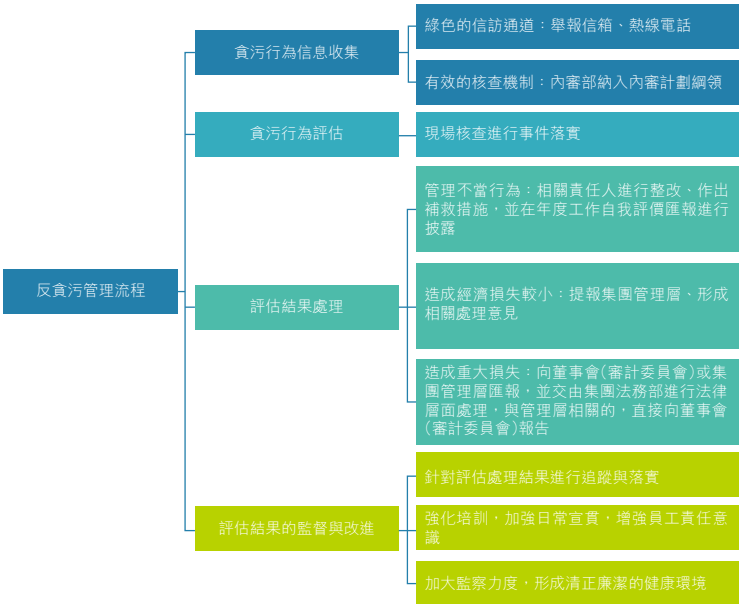 反貪污管理流程
貪污行為信息收集
綠色的信訪通道：舉報信箱、熱線電話
有效的核查機制：內審部納入內審計劃綱領
貪污行為評估
現場核查進行事件落實
評估結果處理
管理不當行為：相關責任人進行整改、作出
補救措施，並在年度工作自我評價匯報進行
披露
造成經濟損失較小：提報集團管理層、形成
相關處理意見
造成重大損失：向董事會(審計委員會)或集
團管理層匯報，並交由集團法務部進行法律
層面處理，與管理層相關的，直接向董事會
(審計委員會)報告
評估結果的監督與改進
針對評估處理結果進行追蹤與落實
強化培訓，加強日常宣貫，增強員工責任意
識
加大監察力度，形成清正廉潔的健康環境